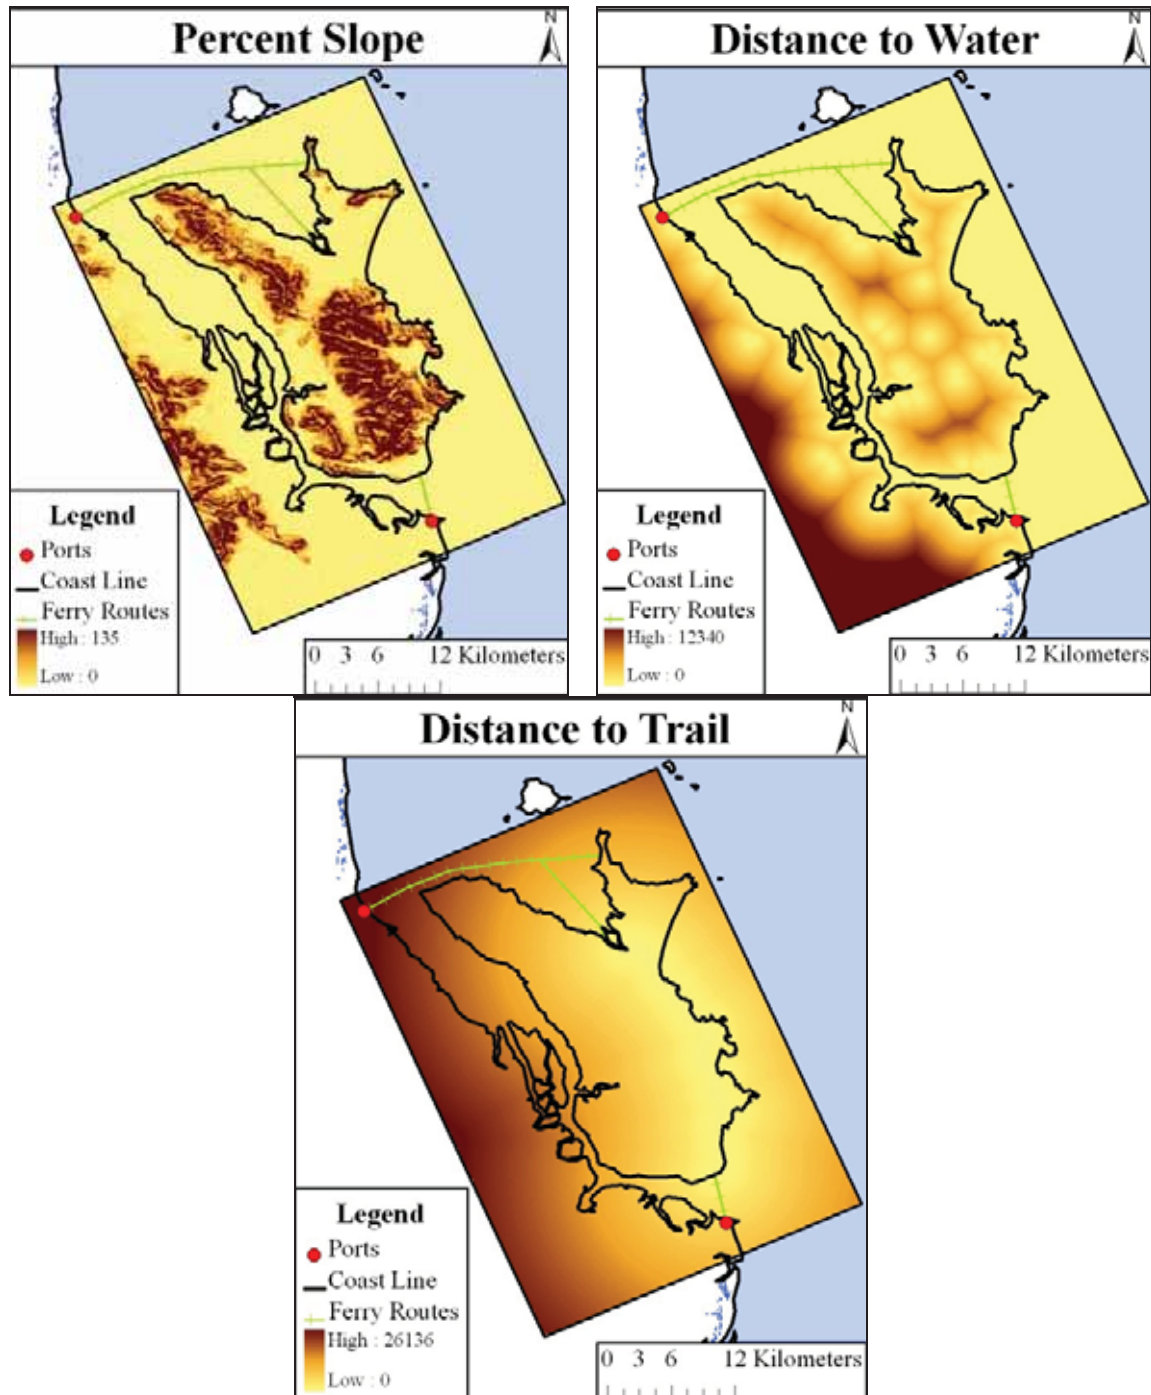 Percent Slope
N
Legend
Ports
Coast Line
Ferry Routes
High : 135
Low : 0
0 3 6 12 Kilometers
Distance to Water
N
Legend
Ports
Coast Line
Ferry Routes
High : 12340
Low : 0
0 3 6 12 Kilometers
Distance to Trail
N
Legend
Ports
Coast Line
Ferry Routes
High : 26136
Low : 0
0 3 6 12 Kilometers